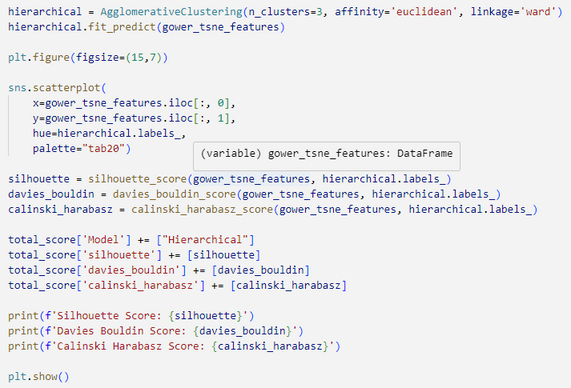 hierarchical = AgglomerativeClustering(n_clusters=3, affinity='euclidean', linkage='ward')
hierarchical.fit_predict(gower_tsne_features)
plt.figure(figsize=(15,7))
sns.scatterplot(
x=gower_tsne_features.iloc[:, 0],
y=gower_tsne_features.iloc[:, 1],
hue=hierarchical.labels_,
palette="tab20")
(variable) gower_tsne_features: DataFrame
silhouette = silhouette_score(gower_tsne_features, hierarchical.labels_)
davies_bouldin = davies_bouldin_score(gower_tsne_features, hierarchical.labels_)
calinski_harabasz = calinski_harabasz_score(gower_tsne_features, hierarchical.labels_)
total_score['Model'] += ["Hierarchical"]
total_score['silhouette'] += [silhouette]
total_score['davies_bouldin'] += [davies_bouldin]
total_score['calinski_harabasz'] += [calinski_harabasz]
print(f'Silhouette Score: {silhouette}')
print(f'Davies Bouldin Score: {davies_bouldin}')
print(f'Calinski Harabasz Score: {calinski_harabasz}')
plt.show()